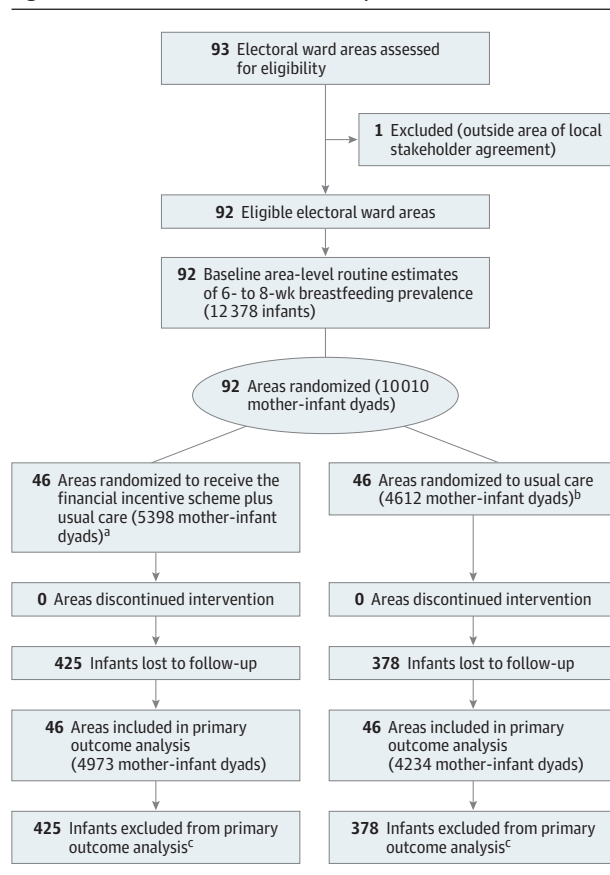 93 Electoral ward areas assessed
for eligibility
1 Excluded (outside area of local
stakeholder agreement)
92 Eligible electoral ward areas
92 Baseline area-level routine estimates
of 6- to 8-wk breastfeeding prevalence
(12 378 infants)
92 Areas randomized (10 010
mother-infant dyads)
46 Areas randomized to receive the
financial incentive scheme plus
usual care (5398 mother-infant
dyads)a
46 Areas randomized to usual care
(4612 mother-infant dyads)b
0 Areas discontinued intervention
0 Areas discontinued intervention
425 Infants lost to follow-up
378 Infants lost to follow-up
46 Areas included in primary
outcome analysis
(4973 mother-infant dyads)
46 Areas included in primary
outcome analysis
(4234 mother-infant dyads)
425 Infants excluded from primary
outcome analysisc
378 Infants excluded from primary
outcome analysisc